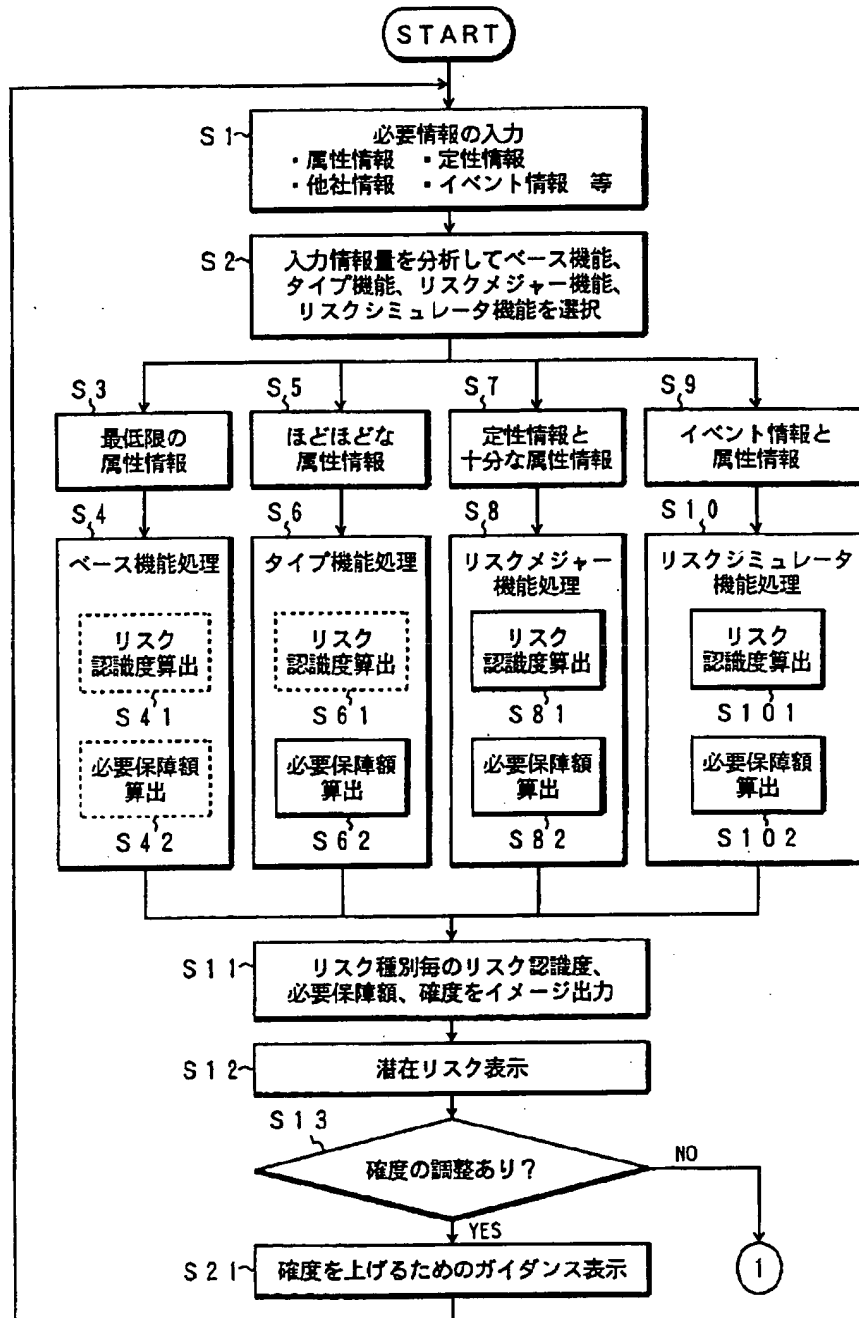 START
S1
必要情報の入力
・属性情報 ・定性情報
・他社情報 ・イベント情報 等
S2
入力情報量を分析してベース機能、
タイプ機能、リスクメジャー機能、
リスクシミュレータ機能を選択
S3
最低限の
属性情報
S5
ほどほどな
属性情報
S7
定性情報と
十分な属性情報
S9
イベント情報と
属性情報
S4
ベース機能処理
リスク
認識度算出
S41
必要保障額
算出
S42
S6
タイプ機能処理
リスク
認識度算出
S61
必要保障額
算出
S62
S8
リスクメジャー
機能処理
リスク
認識度算出
S81
必要保障額
算出
S82
S10
リスクジミュレータ
機能処理
リスク
認識度算出
S101
必要保障額
算出
S102
S11
リスク種別毎のリスク認識度、
必要保障額、確度をイメージ出力
S12
潜在リスク表示
S13
確度の調整あり?
NO
YES
S21
確度を上げるためのガイダンス表示
1